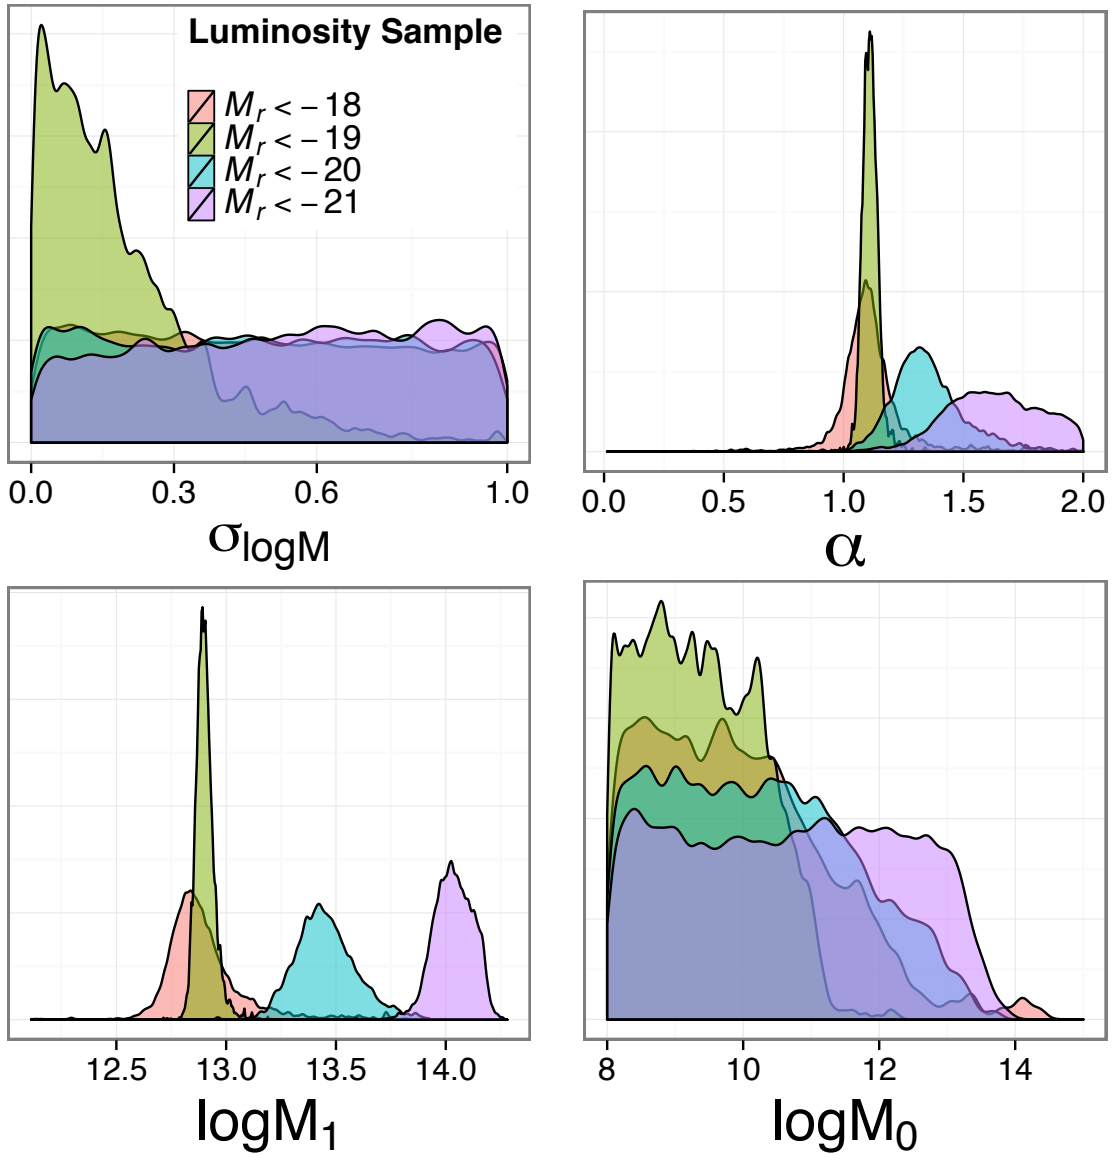 Luminosity Sample
M_r < −18
M_r < −19
M_r < −20
M_r < −21
0.0 0.3 0.6 1.0
σ_logM
0.0 0.5 1.0 1.5 2.0
α
12.5 13.0 13.5 14.0
logM_1
8 10 12 14
logM_0